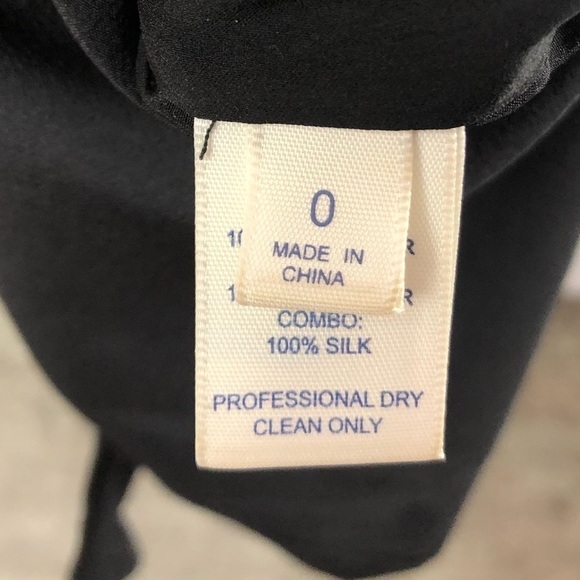 0
MADE IN
CHINA
COMBO:
100% SILK
PROFESSIONAL DRY
CLEAN ONLY